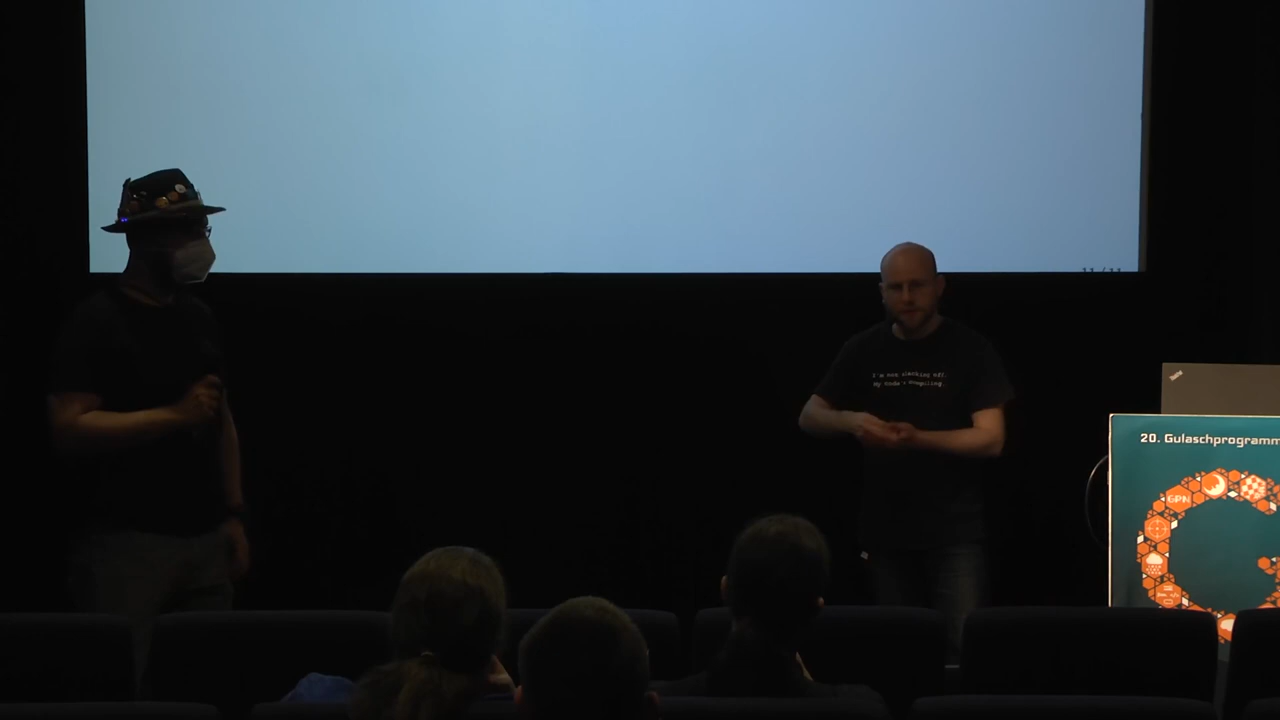 I'm not slacking off.
My code's compiling.
20. Gulaschprogramm
GPN